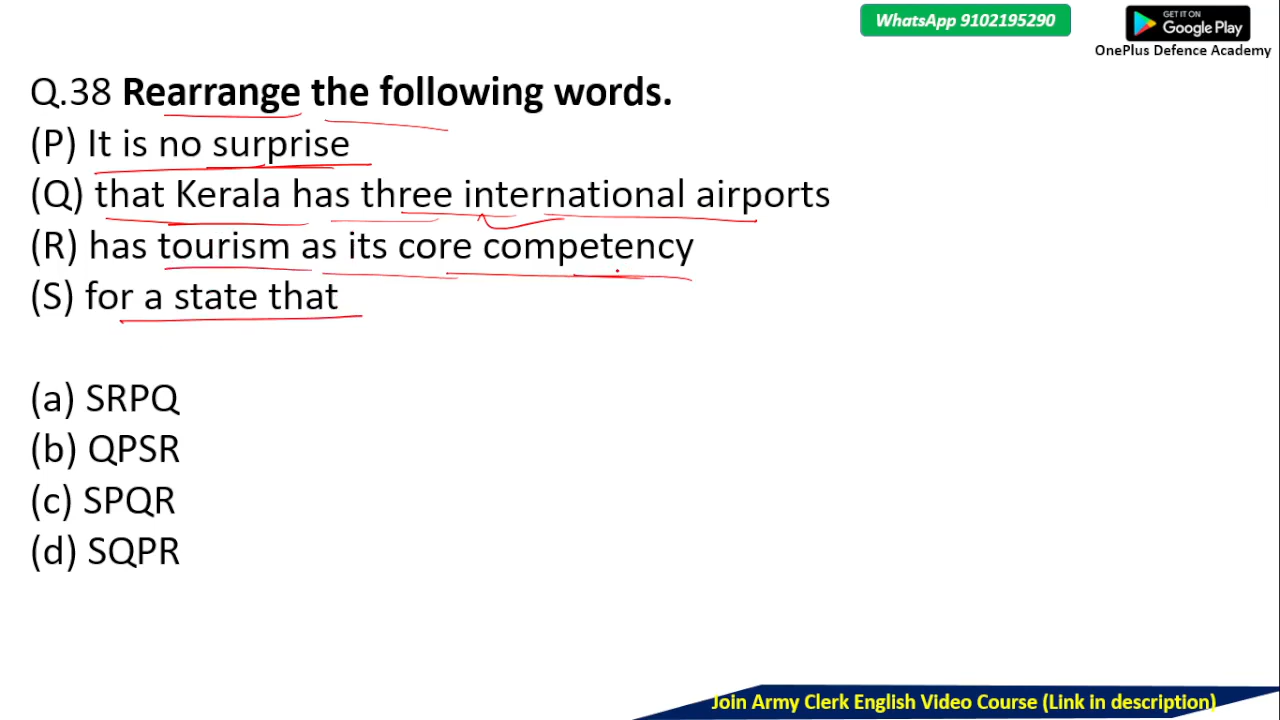 WhatsApp 9102195290
GET IT ON
Google Play
OnePlus Defence Academy
Q.38 Rearrange the following words.
(P) It is no surprise
(Q) that Kerala has three international airports
(R) has tourism as its core competency
(S) for a state that
(a) SRPQ
(b) QPSR
(c) SPQR
(d) SQPR
Join Army Clerk English Video Course (Link in description)